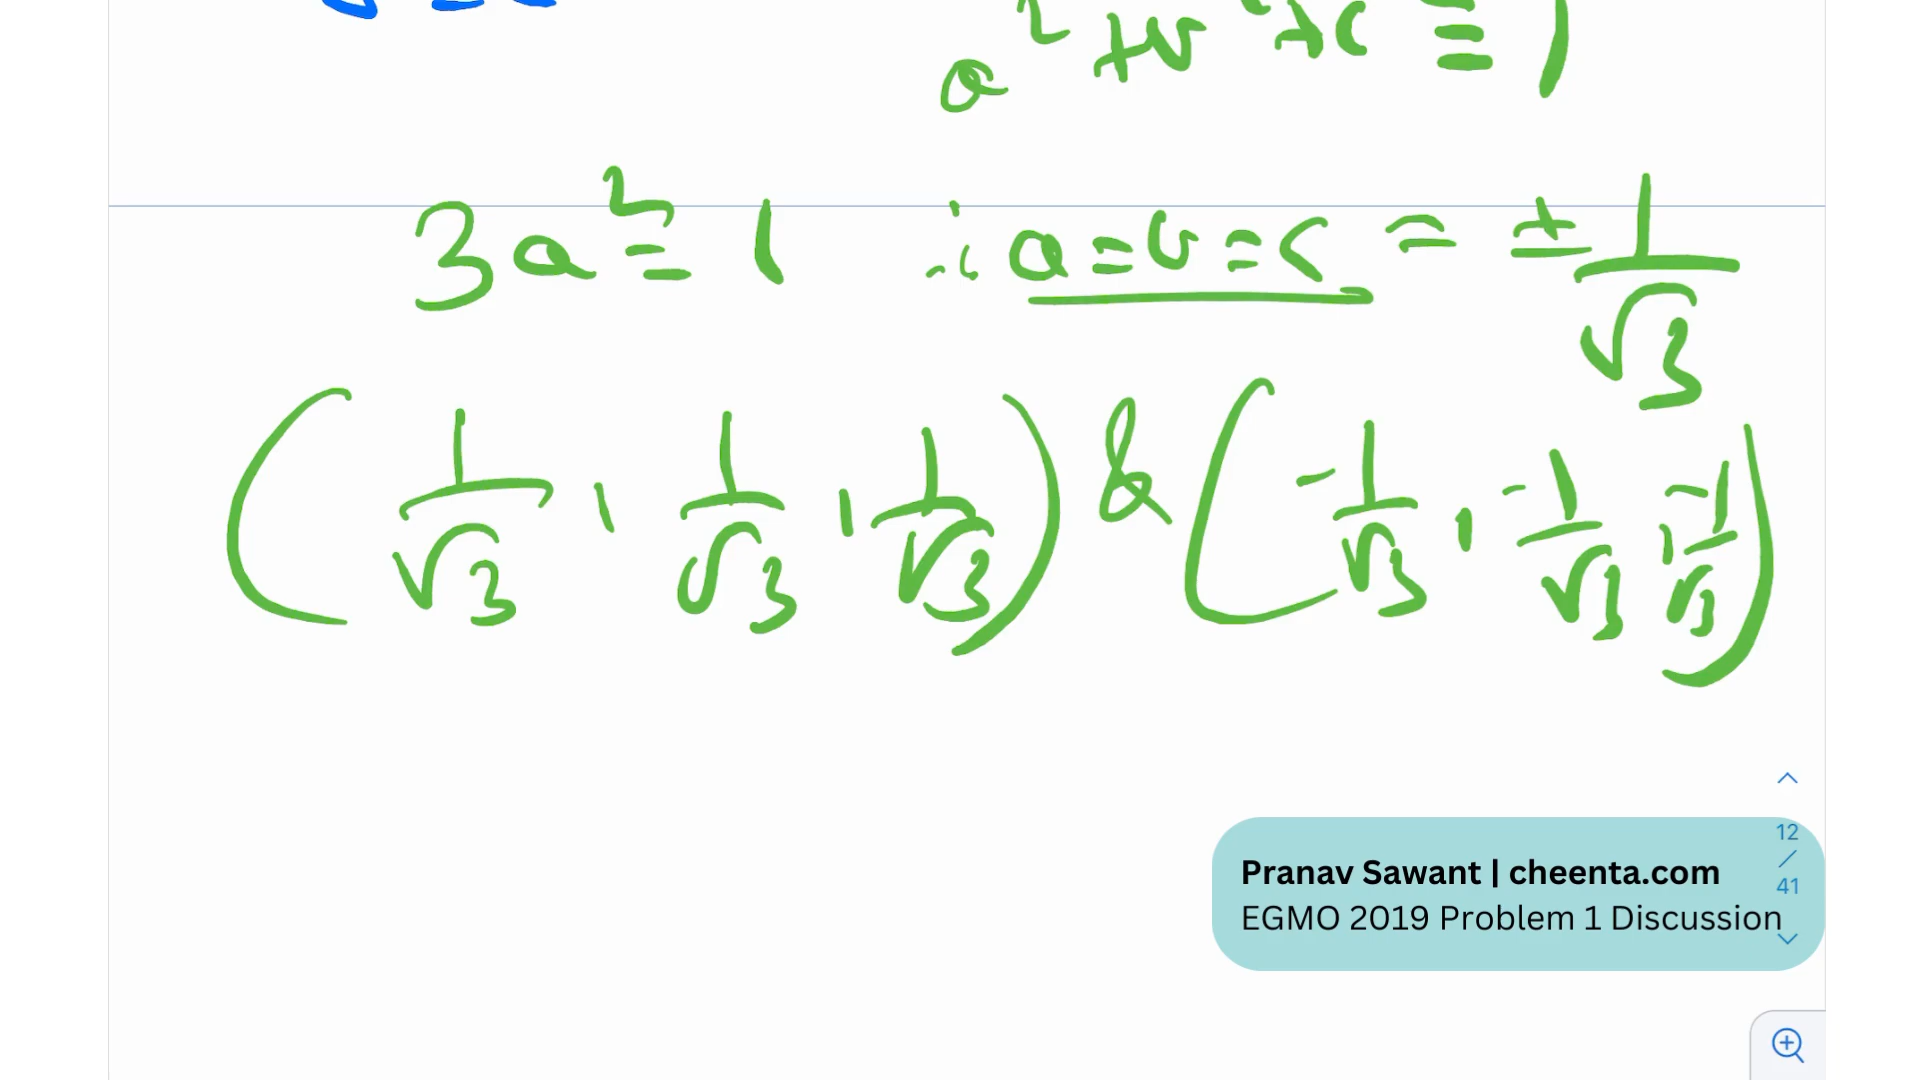 a² + b² + c² = 1
3a² = 1 ∴ a = b = c = ± 1/√3
(1/√3, 1/√3, 1/√3) & (-1/√3, -1/√3, -1/√3)
12
/
41
Pranav Sawant | cheenta.com
EGMO 2019 Problem 1 Discussion